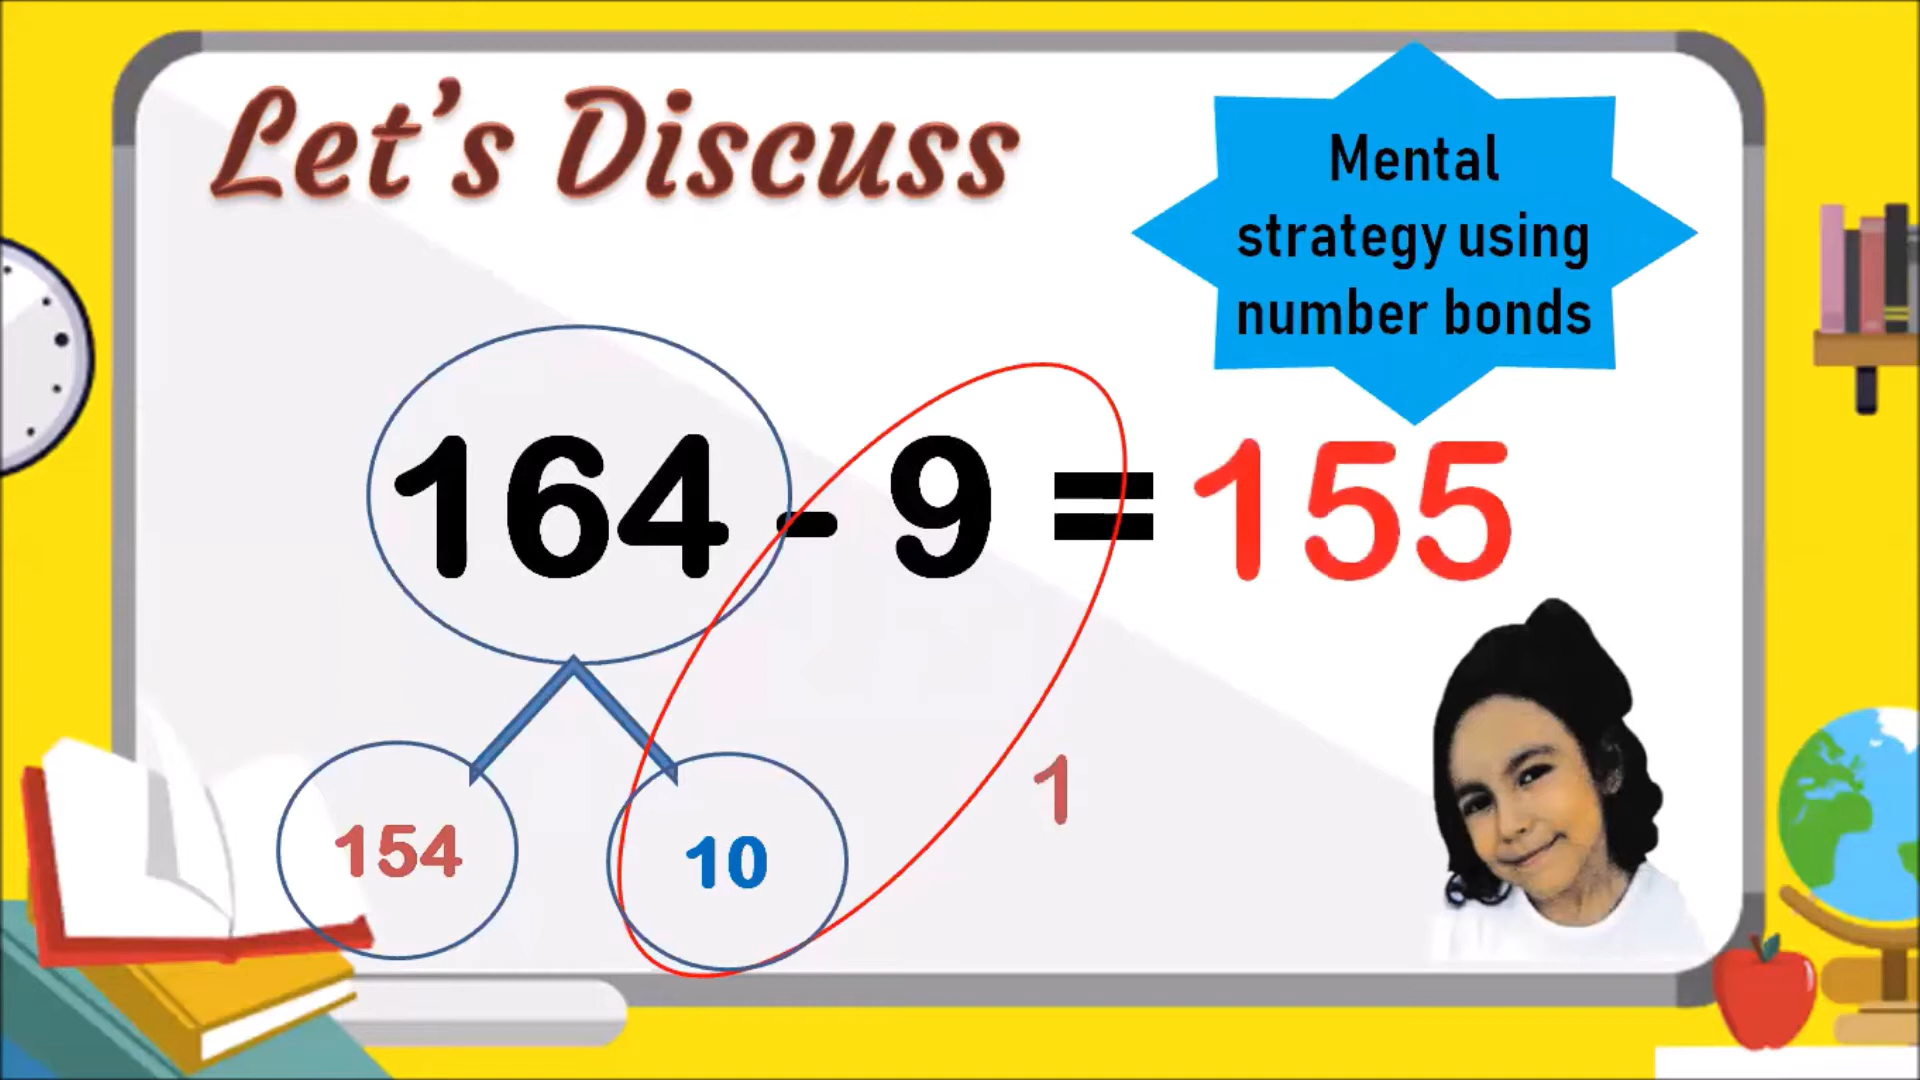 Let's Discuss
Mental
strategy using
number bonds
164 - 9 = 155
1
154
10